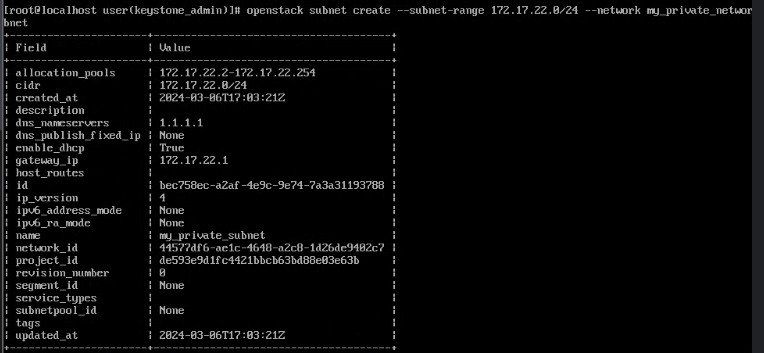 [root@localhost user(keystone_admin)]# openstack subnet create --subnet-range 172.17.22.0/24 --network my_private_networ
bnet
+----------------------+--------------------------------------+
| Field                | Value                                |
+----------------------+--------------------------------------+
| allocation_pools     | 172.17.22.2-172.17.22.254            |
| cidr                 | 172.17.22.0/24                       |
| created_at           | 2024-03-06T17:03:21Z                 |
| description          |                                      |
| dns_nameservers      | 1.1.1.1                              |
| dns_publish_fixed_ip | None                                 |
| enable_dhcp          | True                                 |
| gateway_ip           | 172.17.22.1                          |
| host_routes          |                                      |
| id                   | bec758ec-a2af-4e9c-9e74-7a3a31193788 |
| ip_version           | 4                                    |
| ipv6_address_mode    | None                                 |
| ipv6_ra_mode         | None                                 |
| name                 | my_private_subnet                    |
| network_id           | 44577df6-ae1c-4648-a2c8-1d26de9402c7 |
| project_id           | de593e9d1fc4421bbcb63bd88e03e63b     |
| revision_number      | 0                                    |
| segment_id           | None                                 |
| service_types        |                                      |
| subnetpool_id        | None                                 |
| tags                 |                                      |
| updated_at           | 2024-03-06T17:03:21Z                 |
+----------------------+--------------------------------------+